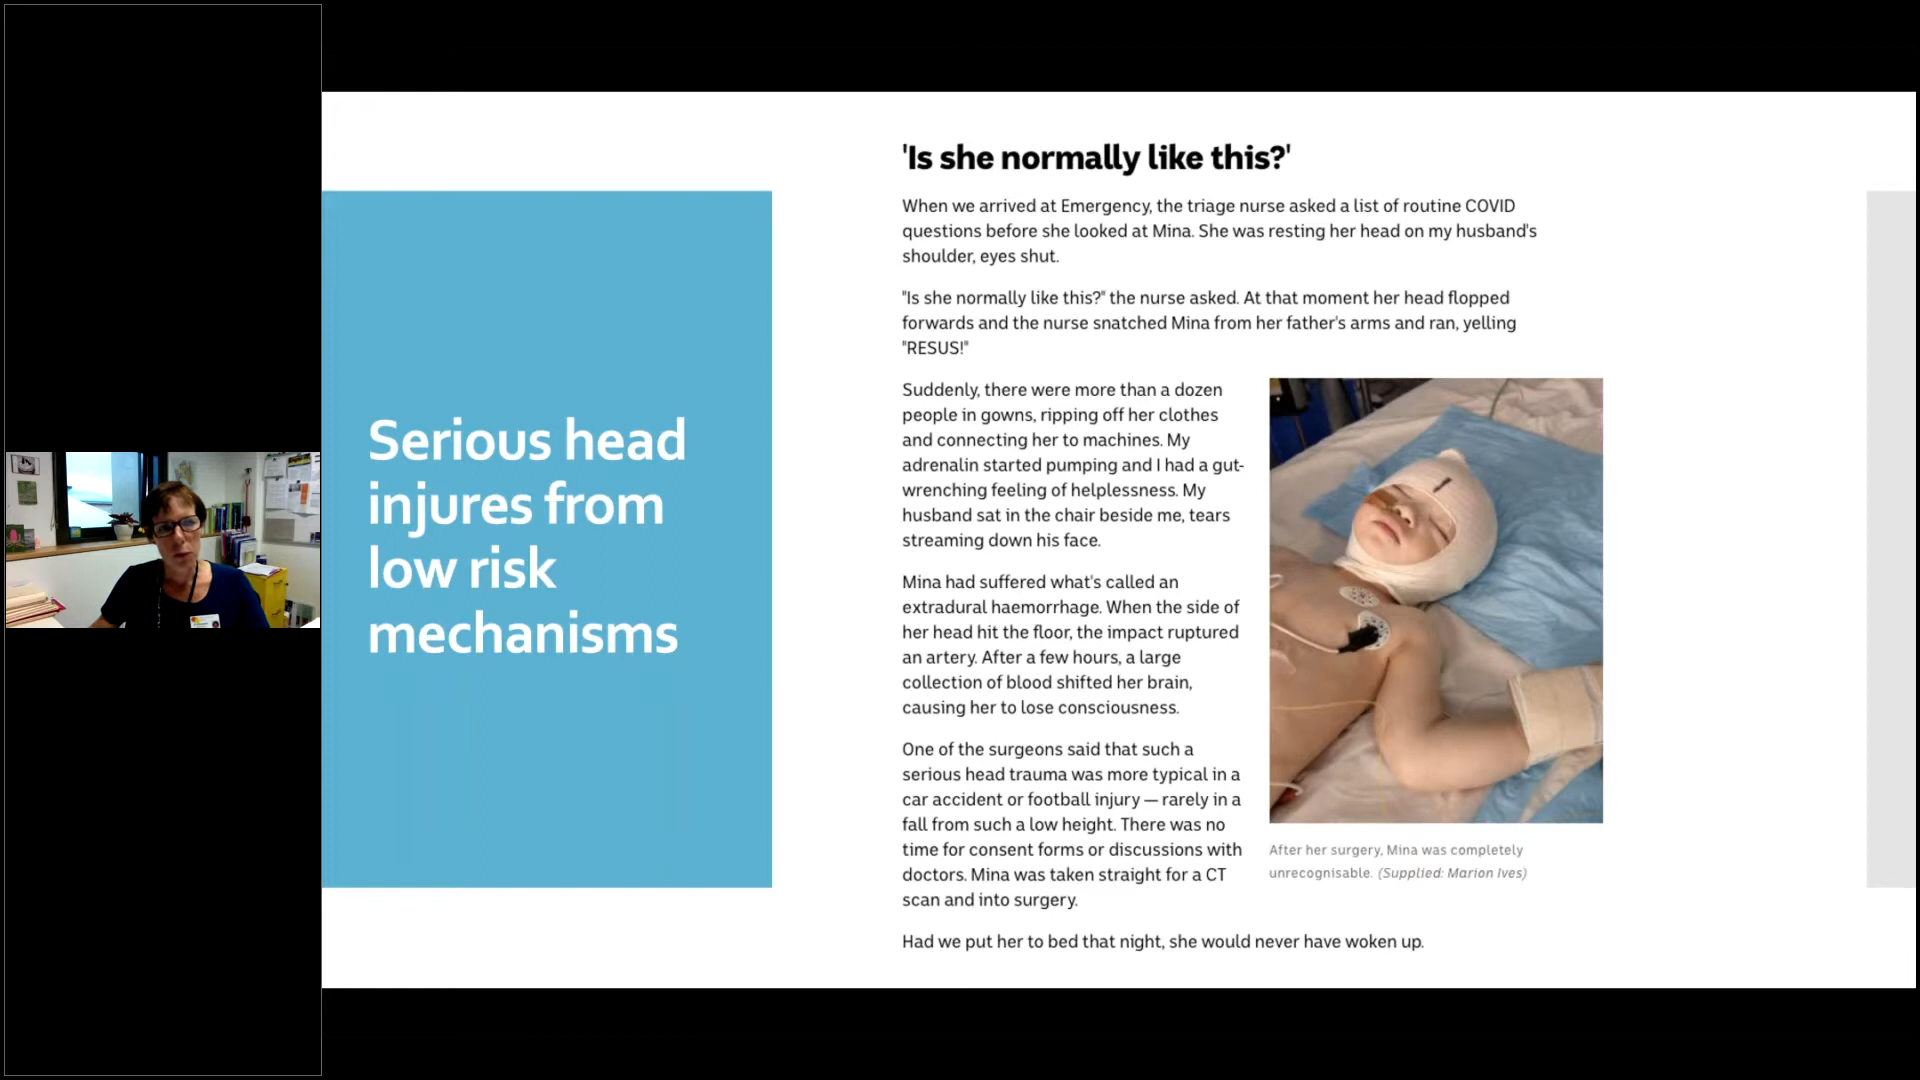 Serious head
injures from
low risk
mechanisms
'Is she normally like this?'
When we arrived at Emergency, the triage nurse asked a list of routine COVID
questions before she looked at Mina. She was resting her head on my husband's
shoulder, eyes shut.
"Is she normally like this?" the nurse asked. At that moment her head flopped
forwards and the nurse snatched Mina from her father's arms and ran, yelling
"RESUS!"
Suddenly, there were more than a dozen
people in gowns, ripping off her clothes
and connecting her to machines. My
adrenalin started pumping and I had a gut-
wrenching feeling of helplessness. My
husband sat in the chair beside me, tears
streaming down his face.
Mina had suffered what's called an
extradural haemorrhage. When the side of
her head hit the floor, the impact ruptured
an artery. After a few hours, a large
collection of blood shifted her brain,
causing her to lose consciousness.
One of the surgeons said that such a
serious head trauma was more typical in a
car accident or football injury — rarely in a
fall from such a low height. There was no
time for consent forms or discussions with
doctors. Mina was taken straight for a CT
scan and into surgery.
After her surgery, Mina was completely
unrecognisable. (Supplied: Marion Ives)
Had we put her to bed that night, she would never have woken up.